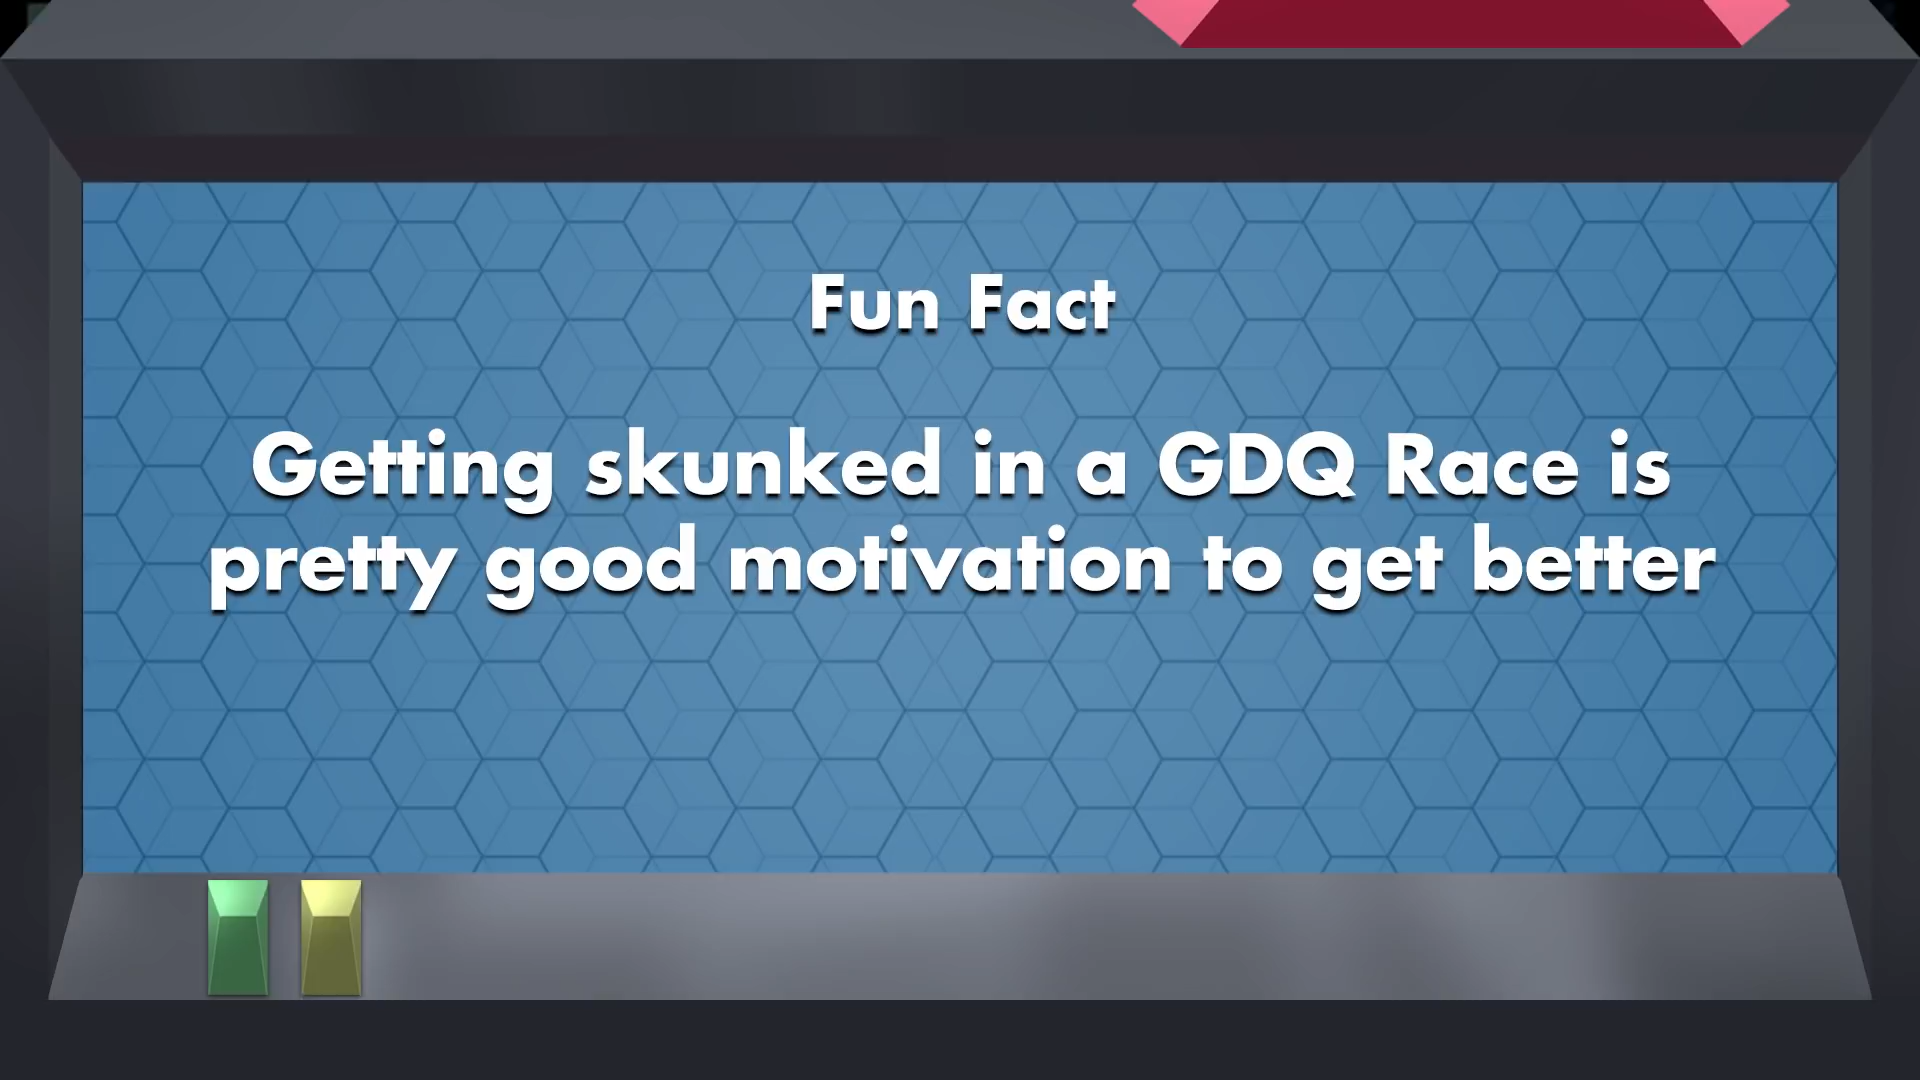 Fun Fact
Getting skunked in a GDQ Race is
pretty good motivation to get better